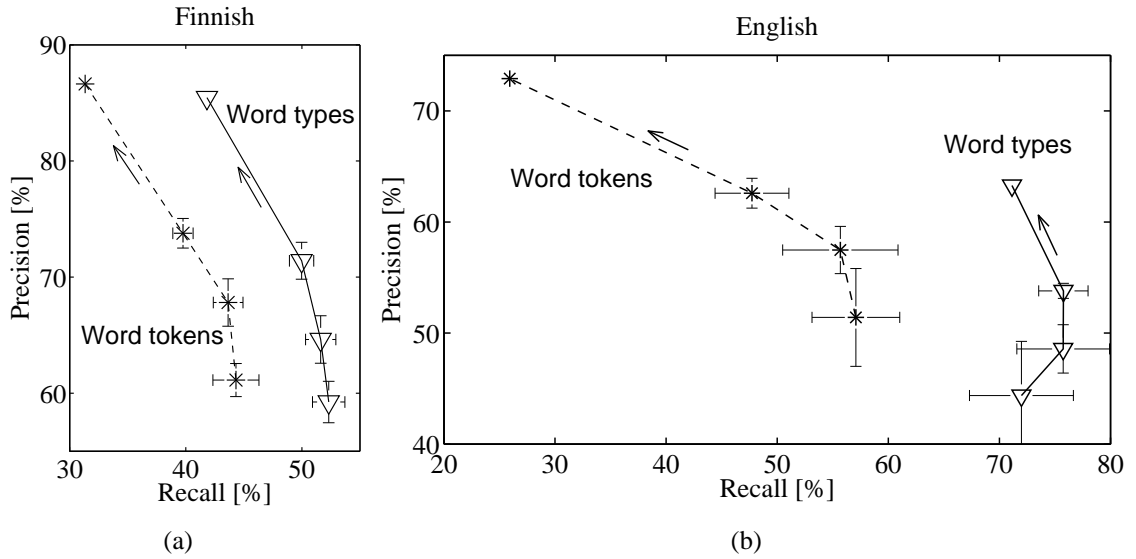 Finnish
90
80
70
60
30 40 50
Precision [%]
Recall [%]
Word types
Word tokens
(a)
English
70
60
50
40
20 30 40 50 60 70 80
Precision [%]
Recall [%]
Word tokens
Word types
(b)